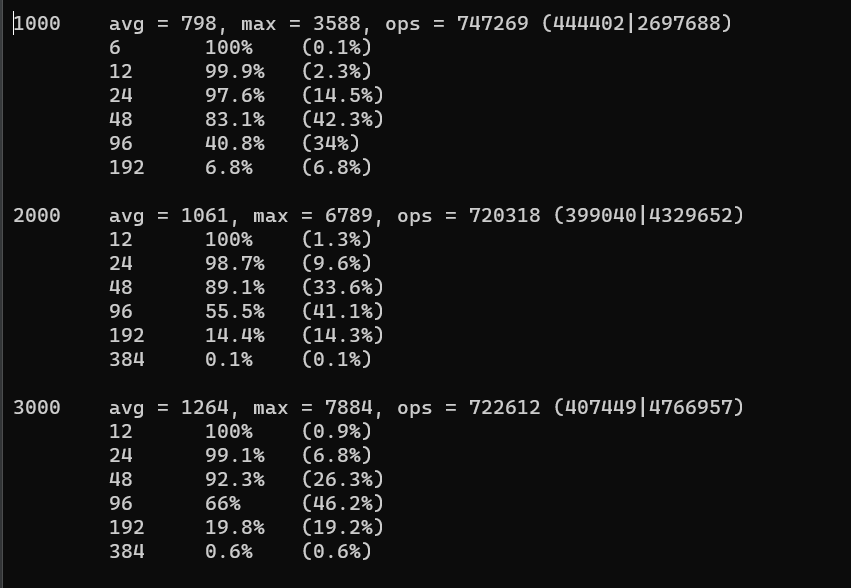 1000    avg = 798, max = 3588, ops = 747269 (444402|2697688)
        6       100%    (0.1%)
        12      99.9%   (2.3%)
        24      97.6%   (14.5%)
        48      83.1%   (42.3%)
        96      40.8%   (34%)
        192     6.8%    (6.8%)

2000    avg = 1061, max = 6789, ops = 720318 (399040|4329652)
        12      100%    (1.3%)
        24      98.7%   (9.6%)
        48      89.1%   (33.6%)
        96      55.5%   (41.1%)
        192     14.4%   (14.3%)
        384     0.1%    (0.1%)

3000    avg = 1264, max = 7884, ops = 722612 (407449|4766957)
        12      100%    (0.9%)
        24      99.1%   (6.8%)
        48      92.3%   (26.3%)
        96      66%     (46.2%)
        192     19.8%   (19.2%)
        384     0.6%    (0.6%)